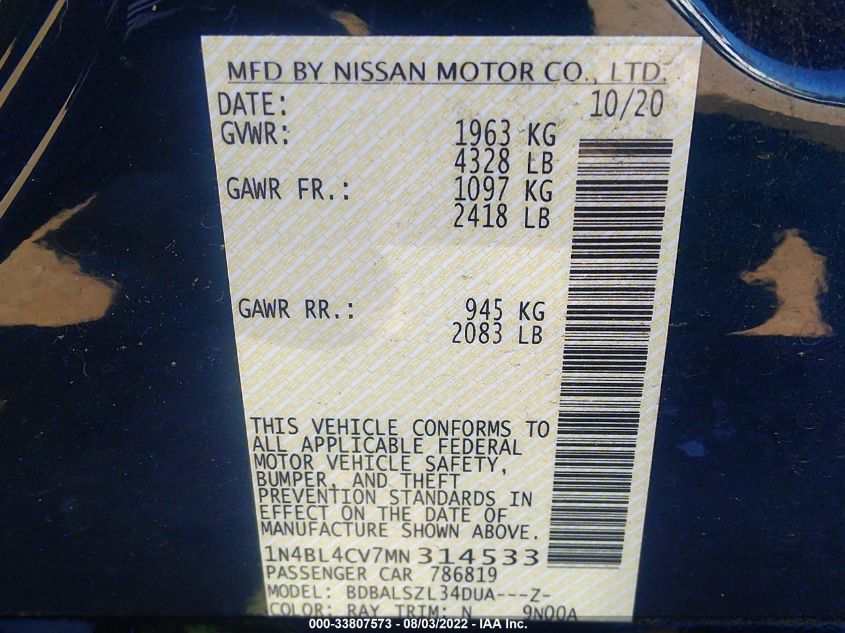 MFD BY NISSAN MOTOR CO., LTD.
DATE: 10/20
GVWR: 1963 KG
4328 LB
GAWR FR.: 1097 KG
2418 LB
GAWR RR.: 945 KG
2083 LB
THIS VEHICLE CONFORMS TO
ALL APPLICABLE FEDERAL
MOTOR VEHICLE SAFETY,
BUMPER, AND THEFT
PREVENTION STANDARDS IN
EFFECT ON THE DATE OF
MANUFACTURE SHOWN ABOVE.
1N4BL4CV7MN314533
PASSENGER CAR 786819
MODEL: BDBALSZL34DUA---Z-
COLOR: RAY TRIM: N 9N00A
000-33807573 - 08/03/2022 - IAA Inc.